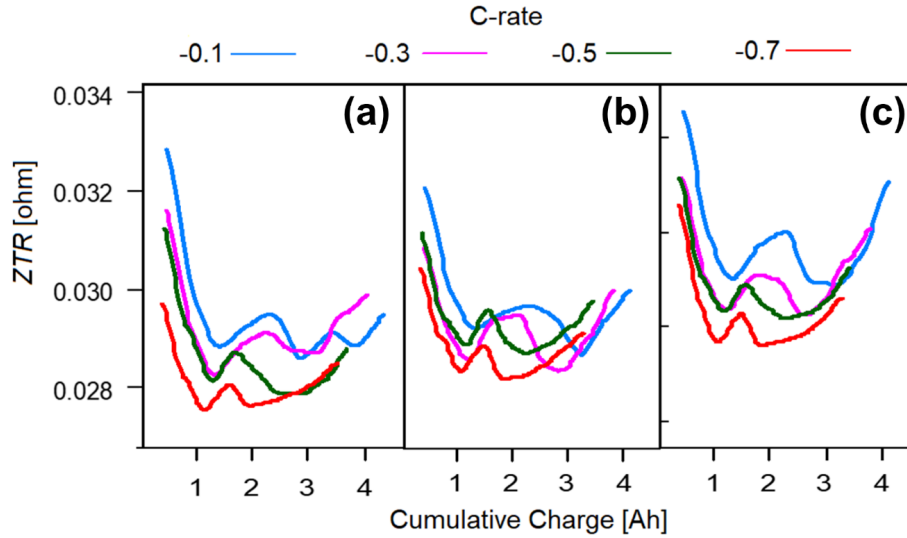 C-rate
-0.1 -0.3 -0.5 -0.7
(a) (b) (c)
0.034
0.032
0.030
0.028
ZTR [ohm]
1 2 3 4 1 2 3 4 1 2 3 4
Cumulative Charge [Ah]